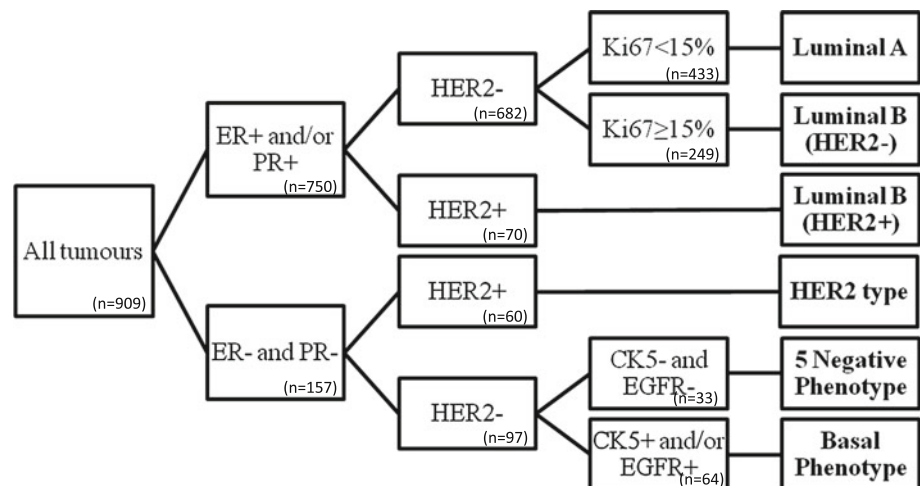 All tumours
(n=909)
ER+ and/or
PR+
(n=750)
ER- and PR-
(n=157)
HER2-
(n=682)
HER2+
(n=70)
HER2+
(n=60)
HER2-
(n=97)
Ki67<15%
(n=433)
Ki67≥15%
(n=249)
CK5- and
EGFR-
(n=33)
CK5+ and/or
EGFR+
(n=64)
Luminal A
Luminal B
(HER2-)
Luminal B
(HER2+)
HER2 type
5 Negative
Phenotype
Basal
Phenotype